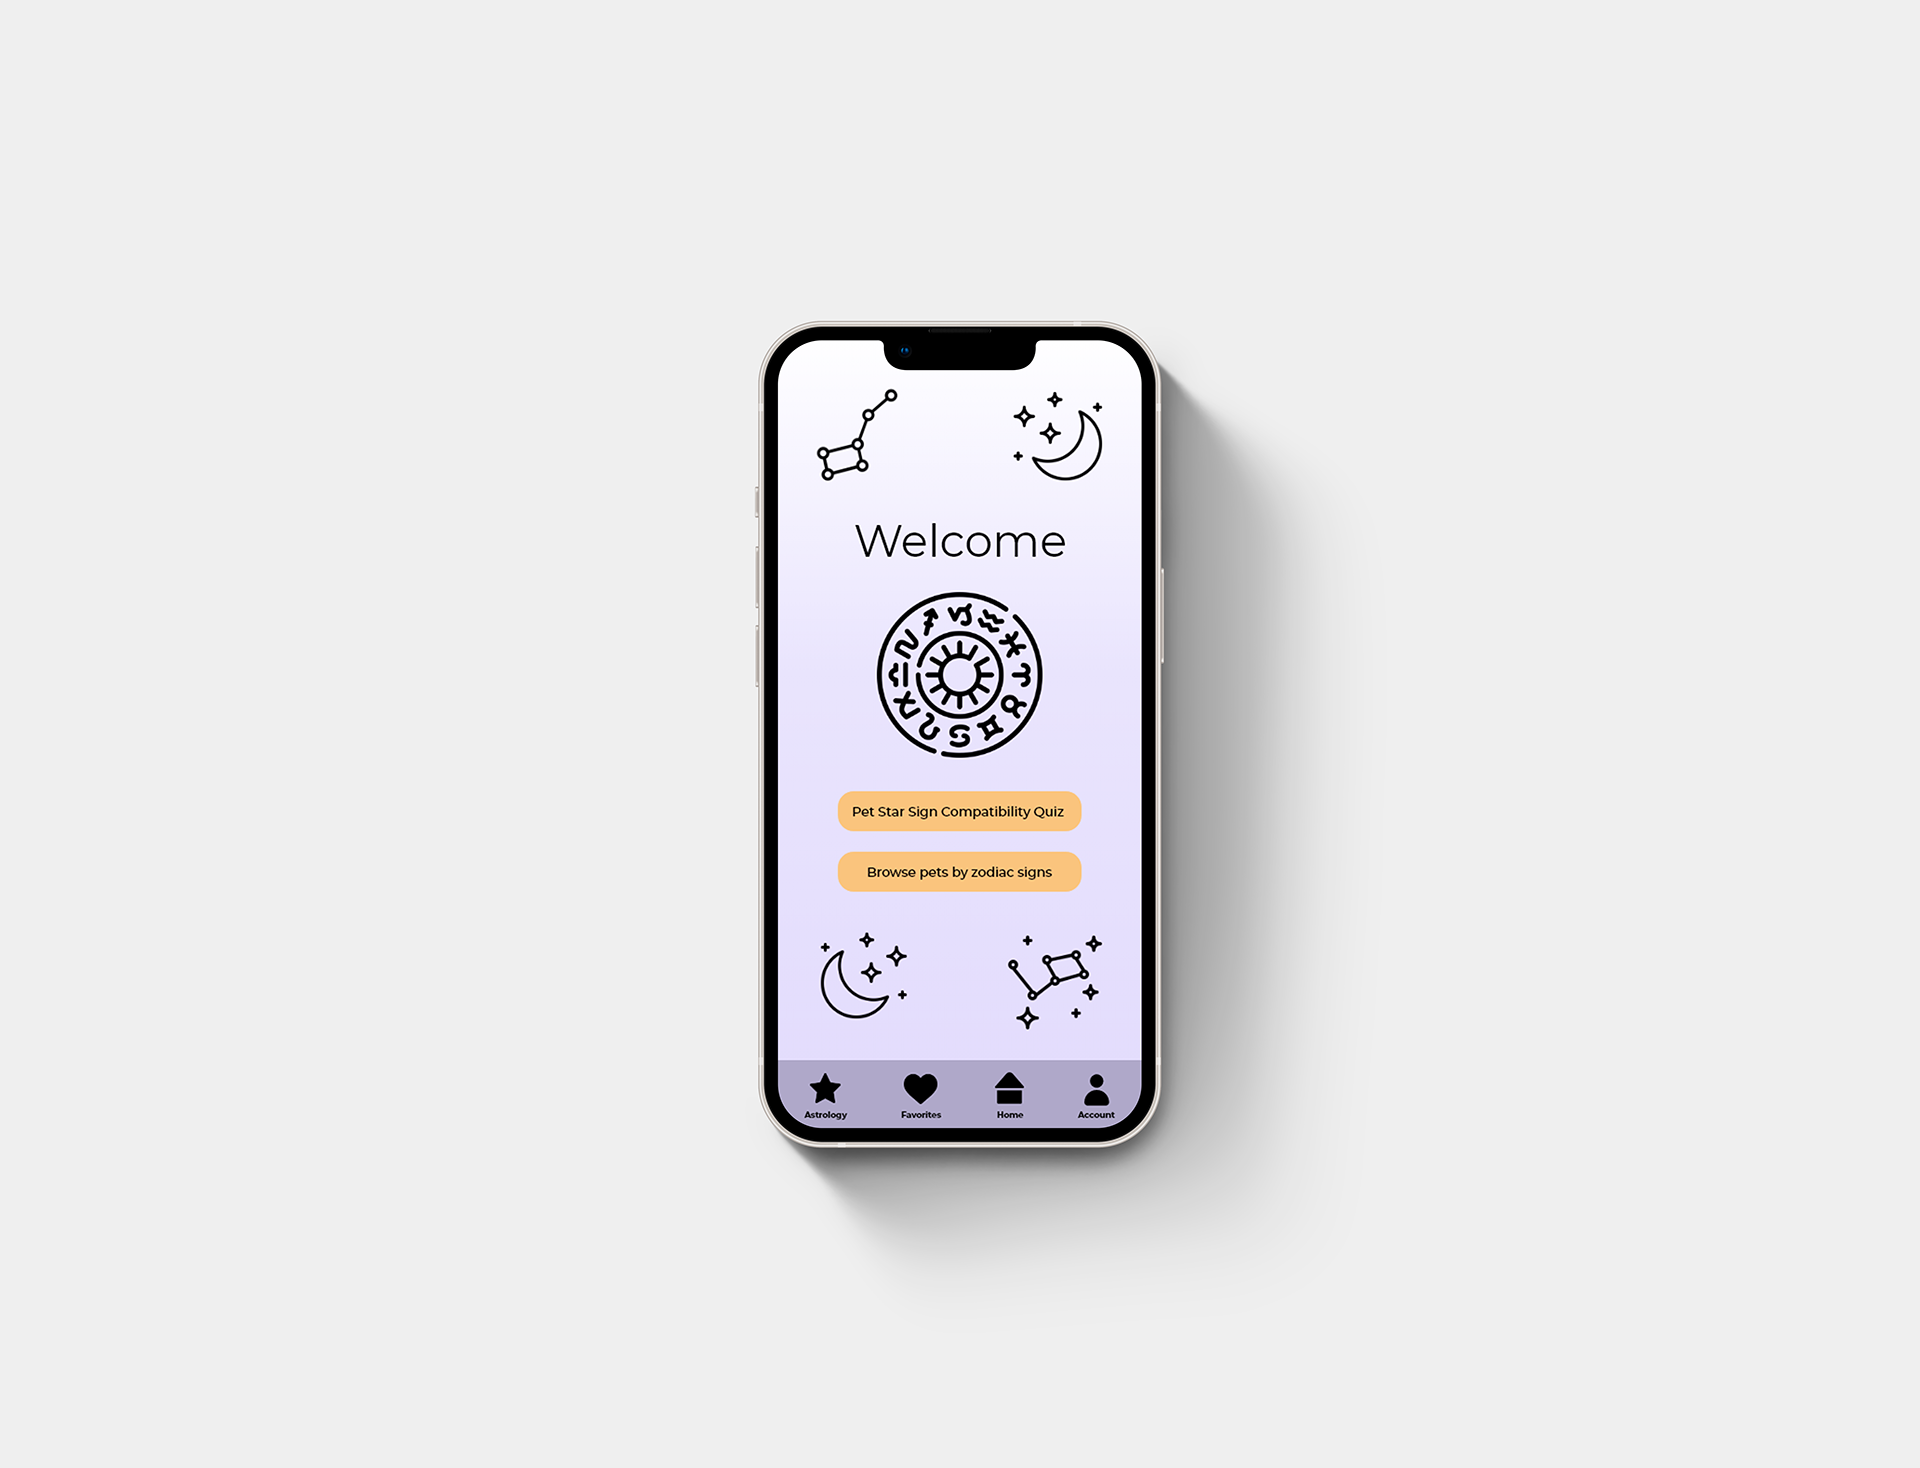 Welcome
Pet Star Sign Compatibility Quiz
Browse pets by zodiac signs
Astrology
Favorites
Home
Account